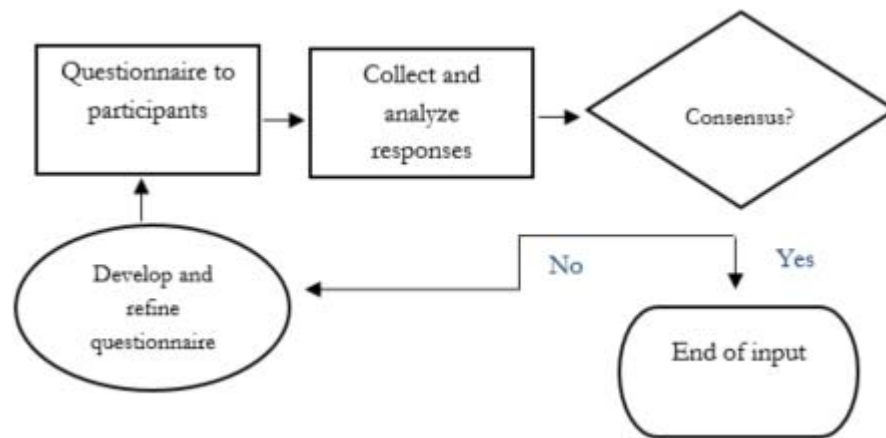 Questionnaire to
participants
Collect and
analyze
responses
Consensus?
No
Yes
Develop and
refine
questionnaire
End of input